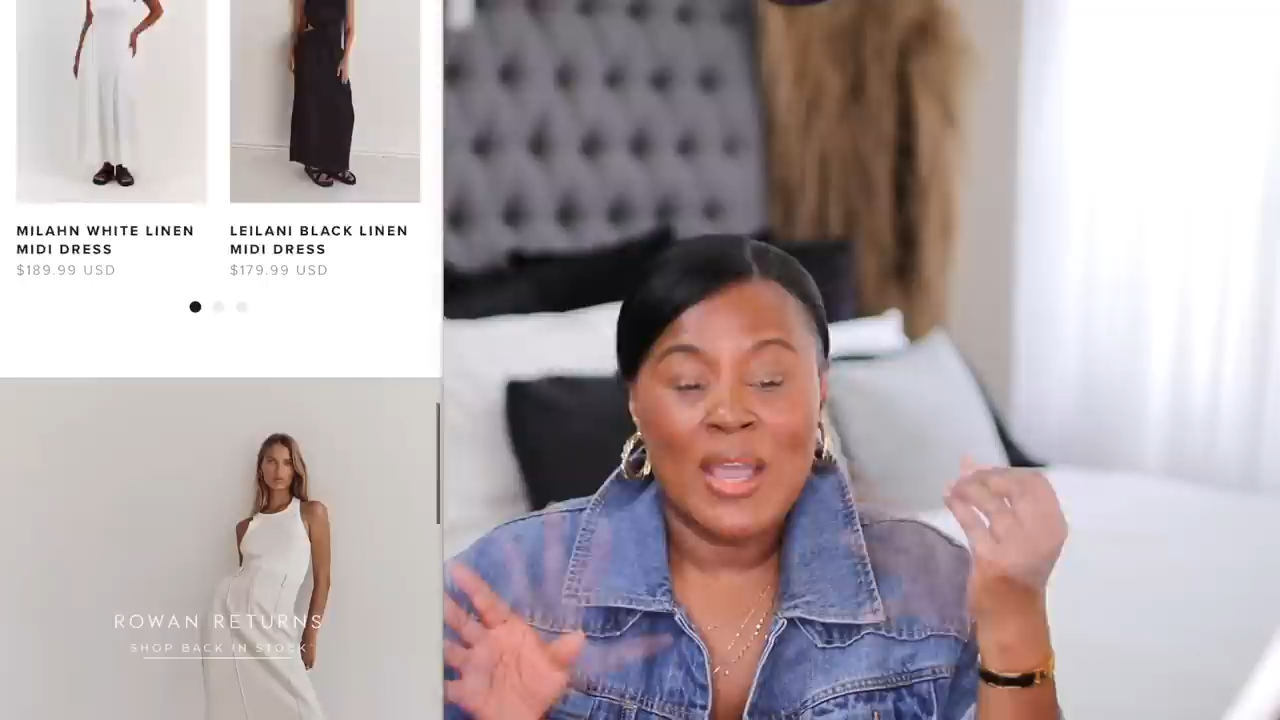 MILAHN WHITE LINEN
MIDI DRESS
$189.99 USD
LEILANI BLACK LINEN
MIDI DRESS
$179.99 USD
ROWAN RETURNS
SHOP BACK IN STOCK